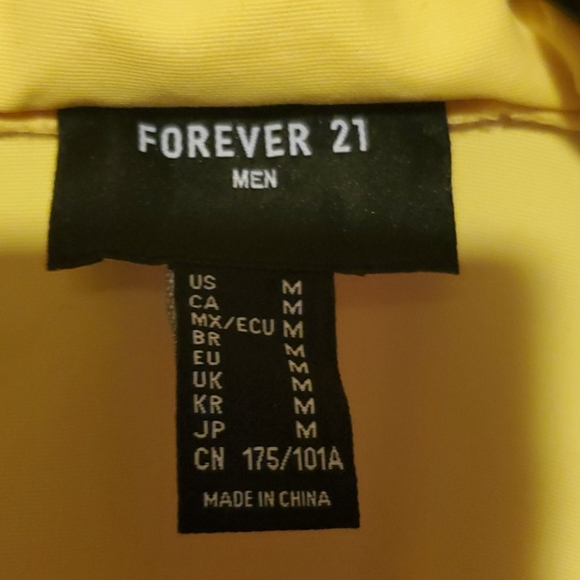 FOREVER 21
MEN
US M
CA M
MX/ECU M
BR M
EU M
UK M
KR M
JP M
CN 175/101A
MADE IN CHINA